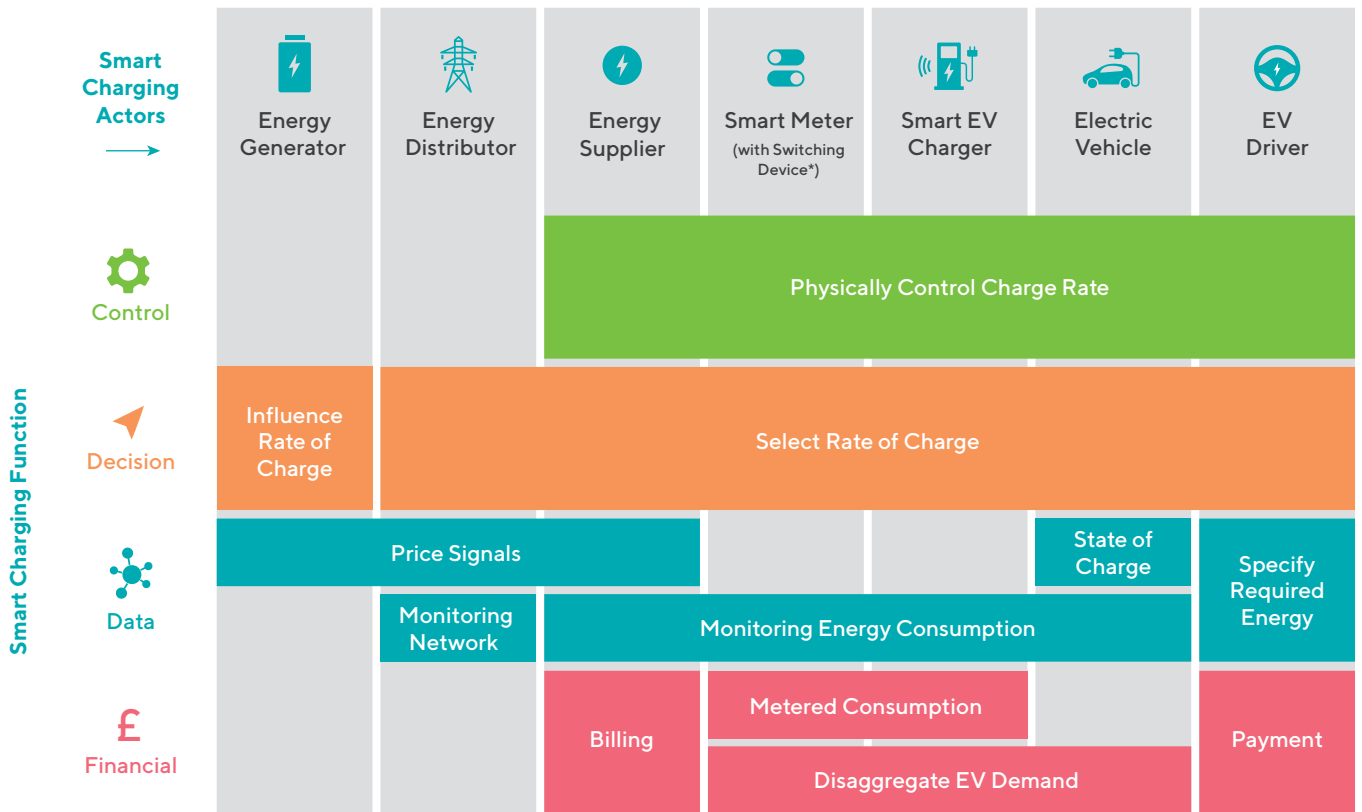 Smart
Charging
Actors
Energy
Generator
Energy
Distributor
Energy
Supplier
Smart Meter
(with Switching
Device*)
Smart EV
Charger
Electric
Vehicle
EV
Driver
Smart Charging Function
Control
Physically Control Charge Rate
Decision
Influence
Rate of
Charge
Select Rate of Charge
Data
Price Signals
State of
Charge
Specify
Required
Energy
Monitoring
Network
Monitoring Energy Consumption
£
Financial
Billing
Metered Consumption
Disaggregate EV Demand
Payment